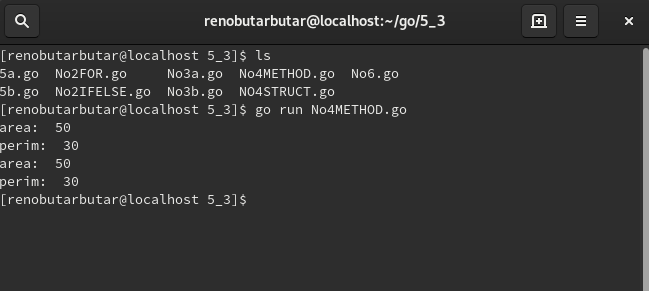 renobutarbutar@localhost:~/go/5_3
[renobutarbutar@localhost 5_3]$ ls
5a.go  No2FOR.go     No3a.go  No4METHOD.go  No6.go
5b.go  No2IFELSE.go  No3b.go  NO4STRUCT.go
[renobutarbutar@localhost 5_3]$ go run No4METHOD.go
area:  50
perim:  30
area:  50
perim:  30
[renobutarbutar@localhost 5_3]$